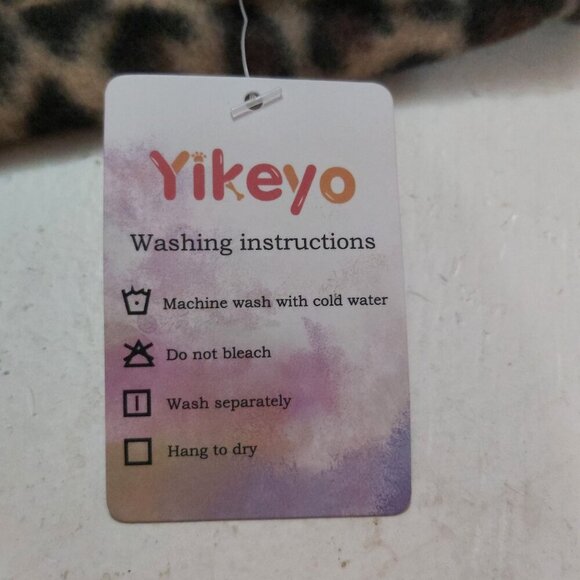 Yikeyo
Washing instructions
Machine wash with cold water
Do not bleach
Wash separately
Hang to dry